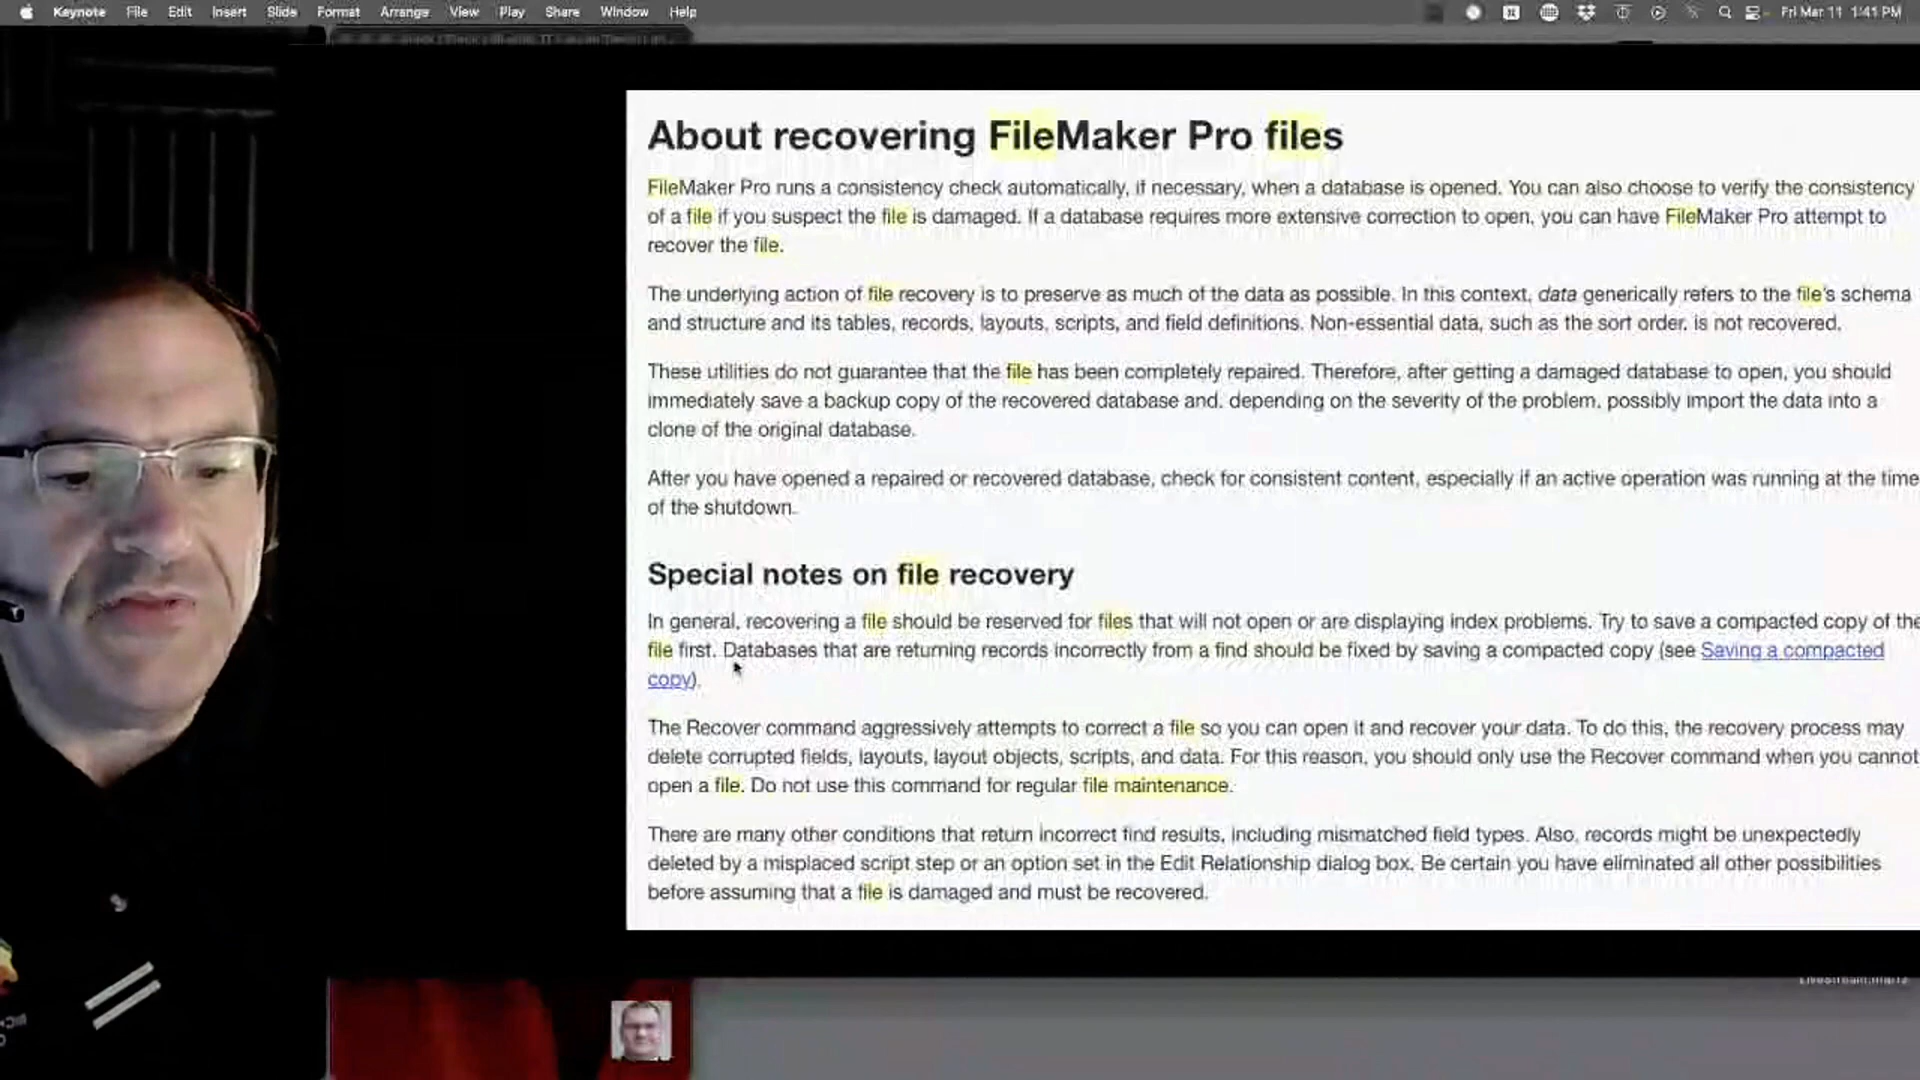 Keynote File Edit Insert Slide Format Arrange View Play Share Window Help Fri Mar 11 1:41 PM
About recovering FileMaker Pro files
FileMaker Pro runs a consistency check automatically, if necessary, when a database is opened. You can also choose to verify the consistency
of a file if you suspect the file is damaged. If a database requires more extensive correction to open, you can have FileMaker Pro attempt to
recover the file.
The underlying action of file recovery is to preserve as much of the data as possible. In this context, data generically refers to the file's schema
and structure and its tables, records, layouts, scripts, and field definitions. Non-essential data, such as the sort order, is not recovered.
These utilities do not guarantee that the file has been completely repaired. Therefore, after getting a damaged database to open, you should
immediately save a backup copy of the recovered database and, depending on the severity of the problem, possibly import the data into a
clone of the original database.
After you have opened a repaired or recovered database, check for consistent content, especially if an active operation was running at the time
of the shutdown.
Special notes on file recovery
In general, recovering a file should be reserved for files that will not open or are displaying index problems. Try to save a compacted copy of the
file first. Databases that are returning records incorrectly from a find should be fixed by saving a compacted copy (see Saving a compacted
copy).
The Recover command aggressively attempts to correct a file so you can open it and recover your data. To do this, the recovery process may
delete corrupted fields, layouts, layout objects, scripts, and data. For this reason, you should only use the Recover command when you cannot
open a file. Do not use this command for regular file maintenance.
There are many other conditions that return incorrect find results, including mismatched field types. Also, records might be unexpectedly
deleted by a misplaced script step or an option set in the Edit Relationship dialog box. Be certain you have eliminated all other possibilities
before assuming that a file is damaged and must be recovered.